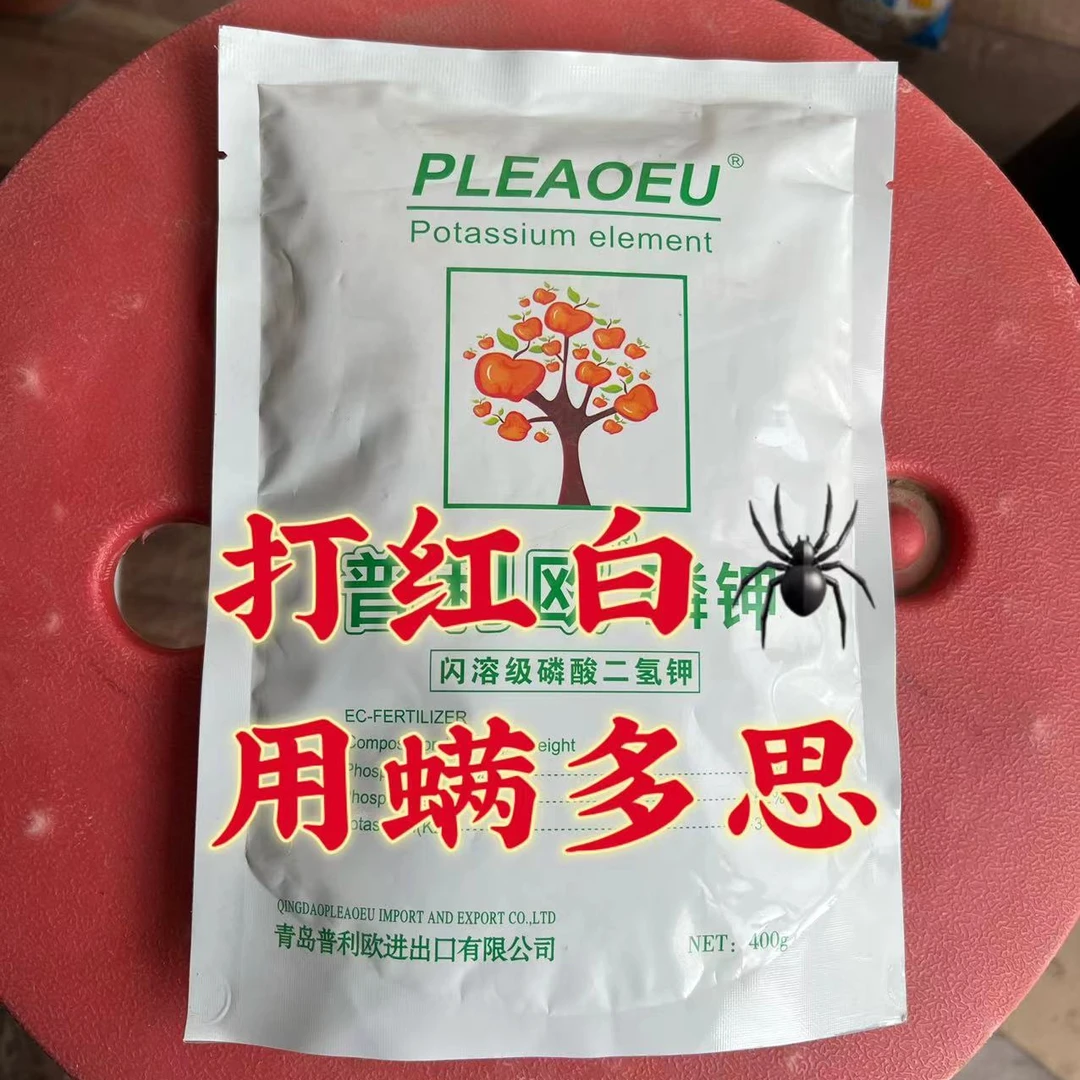 PLEAOEU®
Potassium element
打红白
闪溶级磷酸二氢钾
EC-FERTILIZER
用螨多思
QINGDAOPLEAOEU IMPORT AND EXPORT CO.,LTD
青岛普利欧进出口有限公司
NET：400g